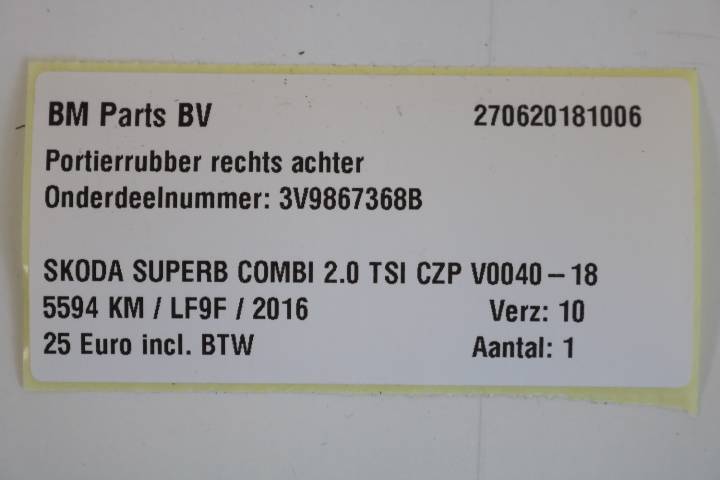 BM Parts BV 270620181006
Portierrubber rechts achter
Onderdeelnummer: 3V9867368B
SKODA SUPERB COMBI 2.0 TSI CZP V0040 – 18
5594 KM / LF9F / 2016 Verz: 10
25 Euro incl. BTW Aantal: 1